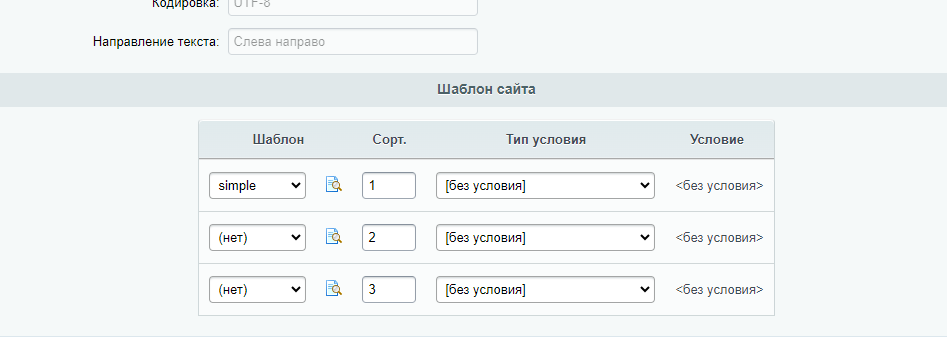 Кодировка: UTF-8
Направление текста: Слева направо
Шаблон сайта
Шаблон Сорт. Тип условия Условие
simple 1 [без условия] <без условия>
(нет) 2 [без условия] <без условия>
(нет) 3 [без условия] <без условия>